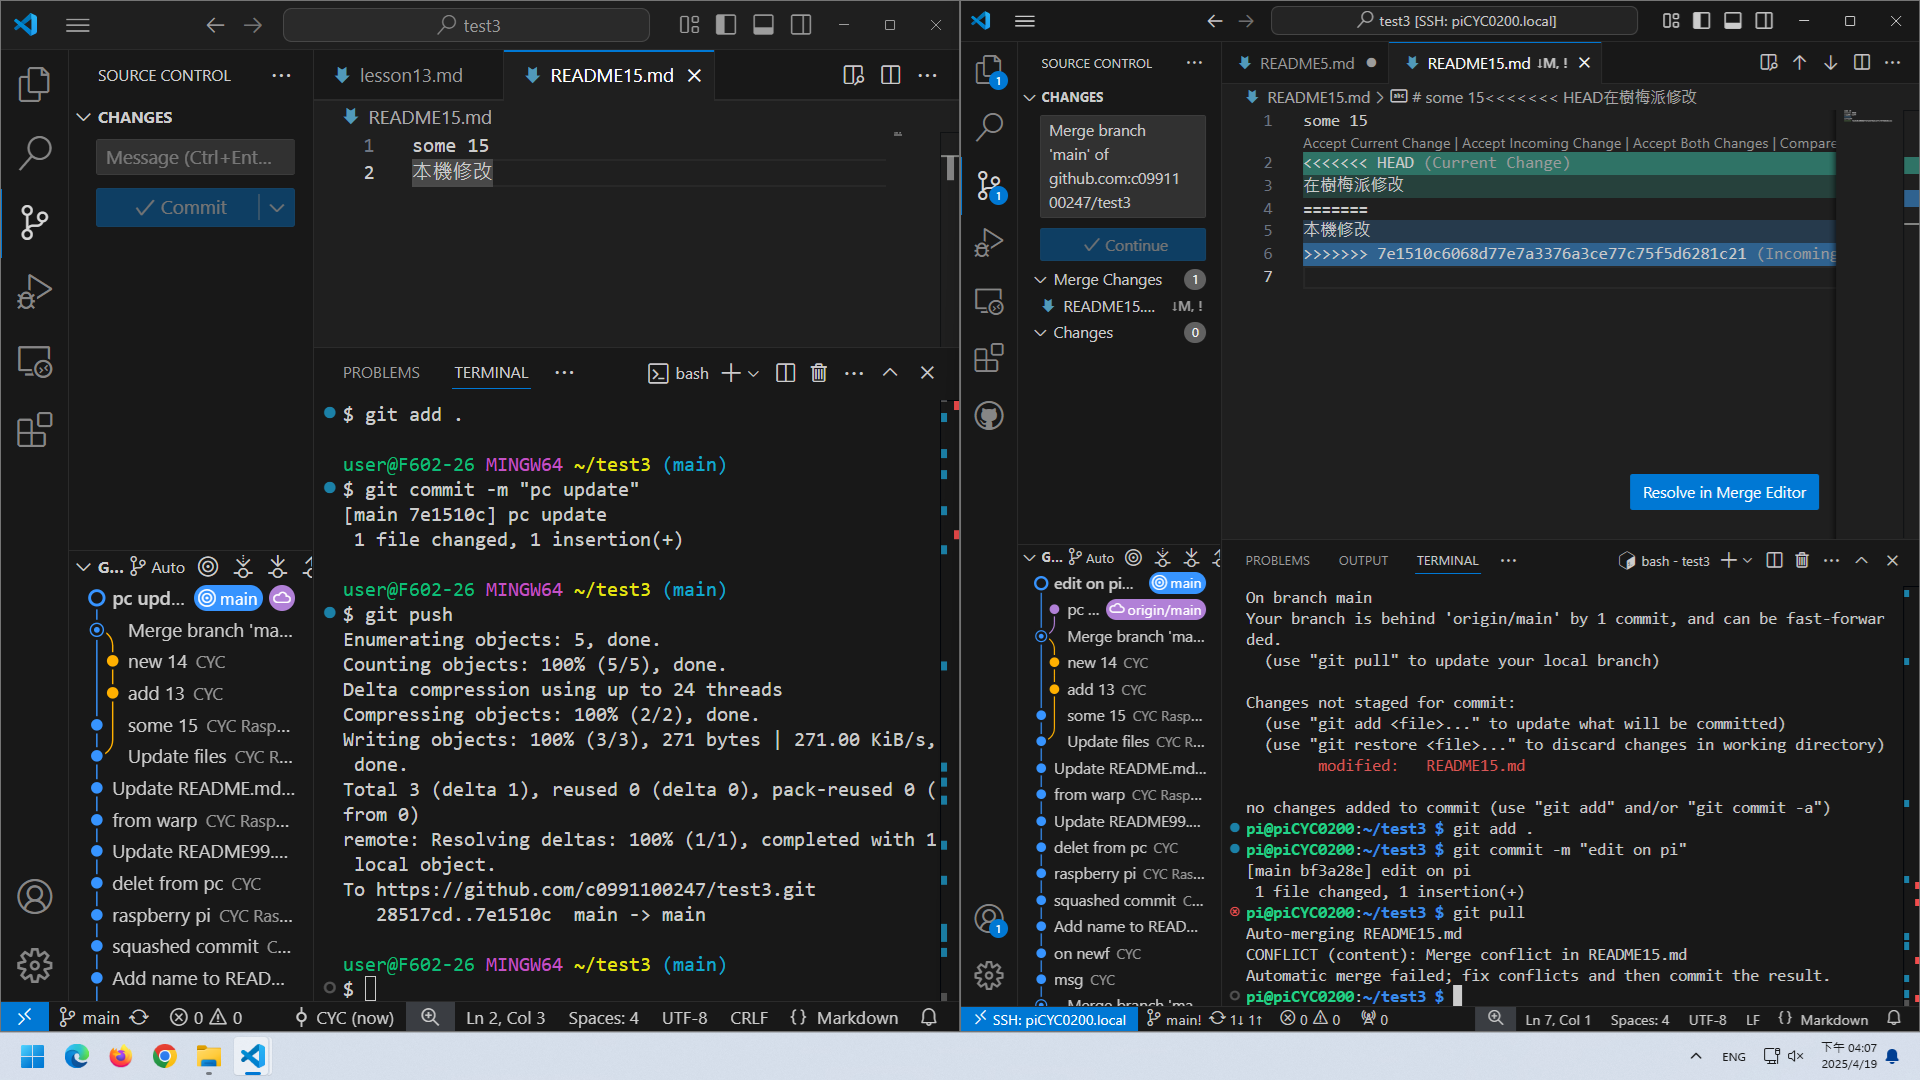 test3
SOURCE CONTROL
CHANGES
Message (Ctrl+Ent...
Commit
lesson13.md
README15.md
README15.md
1 some 15
2 本機修改
PROBLEMS
TERMINAL
bash
$ git add .
user@F602-26 MINGW64 ~/test3 (main)
$ git commit -m "pc update"
[main 7e1510c] pc update
1 file changed, 1 insertion(+)
user@F602-26 MINGW64 ~/test3 (main)
$ git push
Enumerating objects: 5, done.
Counting objects: 100% (5/5), done.
Delta compression using up to 24 threads
Compressing objects: 100% (2/2), done.
Writing objects: 100% (3/3), 271 bytes | 271.00 KiB/s,
done.
Total 3 (delta 1), reused 0 (delta 0), pack-reused 0 (
from 0)
remote: Resolving deltas: 100% (1/1), completed with 1
local object.
To https://github.com/c0991100247/test3.git
28517cd..7e1510c  main -> main
user@F602-26 MINGW64 ~/test3 (main)
$
G... Auto
pc upd... main
Merge branch 'ma...
new 14 CYC
add 13 CYC
some 15 CYC Rasp...
Update files CYC R...
Update README.md...
from warp CYC Rasp...
Update README99....
delet from pc CYC
raspberry pi CYC Ras...
squashed commit C...
Add name to READ...
main 0 0 CYC (now) Ln 2, Col 3 Spaces: 4 UTF-8 CRLF {} Markdown
test3 [SSH: piCYC0200.local]
SOURCE CONTROL
CHANGES
Merge branch
'main' of
github.com:c09911
00247/test3
Continue
Merge Changes 1
README15.... ↓M, !
Changes 0
1
1
1
README5.md
README15.md ↓M, !
README15.md > # some 15<<<<<<< HEAD在樹梅派修改
1 some 15
Accept Current Change | Accept Incoming Change | Accept Both Changes | Compare
2 <<<<<<< HEAD (Current Change)
3 在樹梅派修改
4 =======
5 本機修改
6 >>>>>>> 7e1510c6068d77e7a3376a3ce77c75f5d6281c21 (Incoming
7
Resolve in Merge Editor
G... Auto
edit on pi... main
pc ... origin/main
Merge branch 'ma...
new 14 CYC
add 13 CYC
some 15 CYC Rasp...
Update files CYC R...
Update README.md...
from warp CYC Rasp...
Update README99....
delet from pc CYC
raspberry pi CYC Ras...
squashed commit C...
Add name to READ...
on newf CYC
msg CYC
Merge branch 'ma...
PROBLEMS
OUTPUT
TERMINAL
bash - test3
On branch main
Your branch is behind 'origin/main' by 1 commit, and can be fast-forwar
ded.
(use "git pull" to update your local branch)
Changes not staged for commit:
(use "git add <file>..." to update what will be committed)
(use "git restore <file>..." to discard changes in working directory)
modified:   README15.md
no changes added to commit (use "git add" and/or "git commit -a")
pi@piCYC0200:~/test3 $ git add .
pi@piCYC0200:~/test3 $ git commit -m "edit on pi"
[main bf3a28e] edit on pi
1 file changed, 1 insertion(+)
pi@piCYC0200:~/test3 $ git pull
Auto-merging README15.md
CONFLICT (content): Merge conflict in README15.md
Automatic merge failed; fix conflicts and then commit the result.
pi@piCYC0200:~/test3 $
SSH: piCYC0200.local main! 1↓ 1↑ 0 0 0 Ln 7, Col 1 Spaces: 4 UTF-8 LF {} Markdown
ENG
下午 04:07
2025/4/19